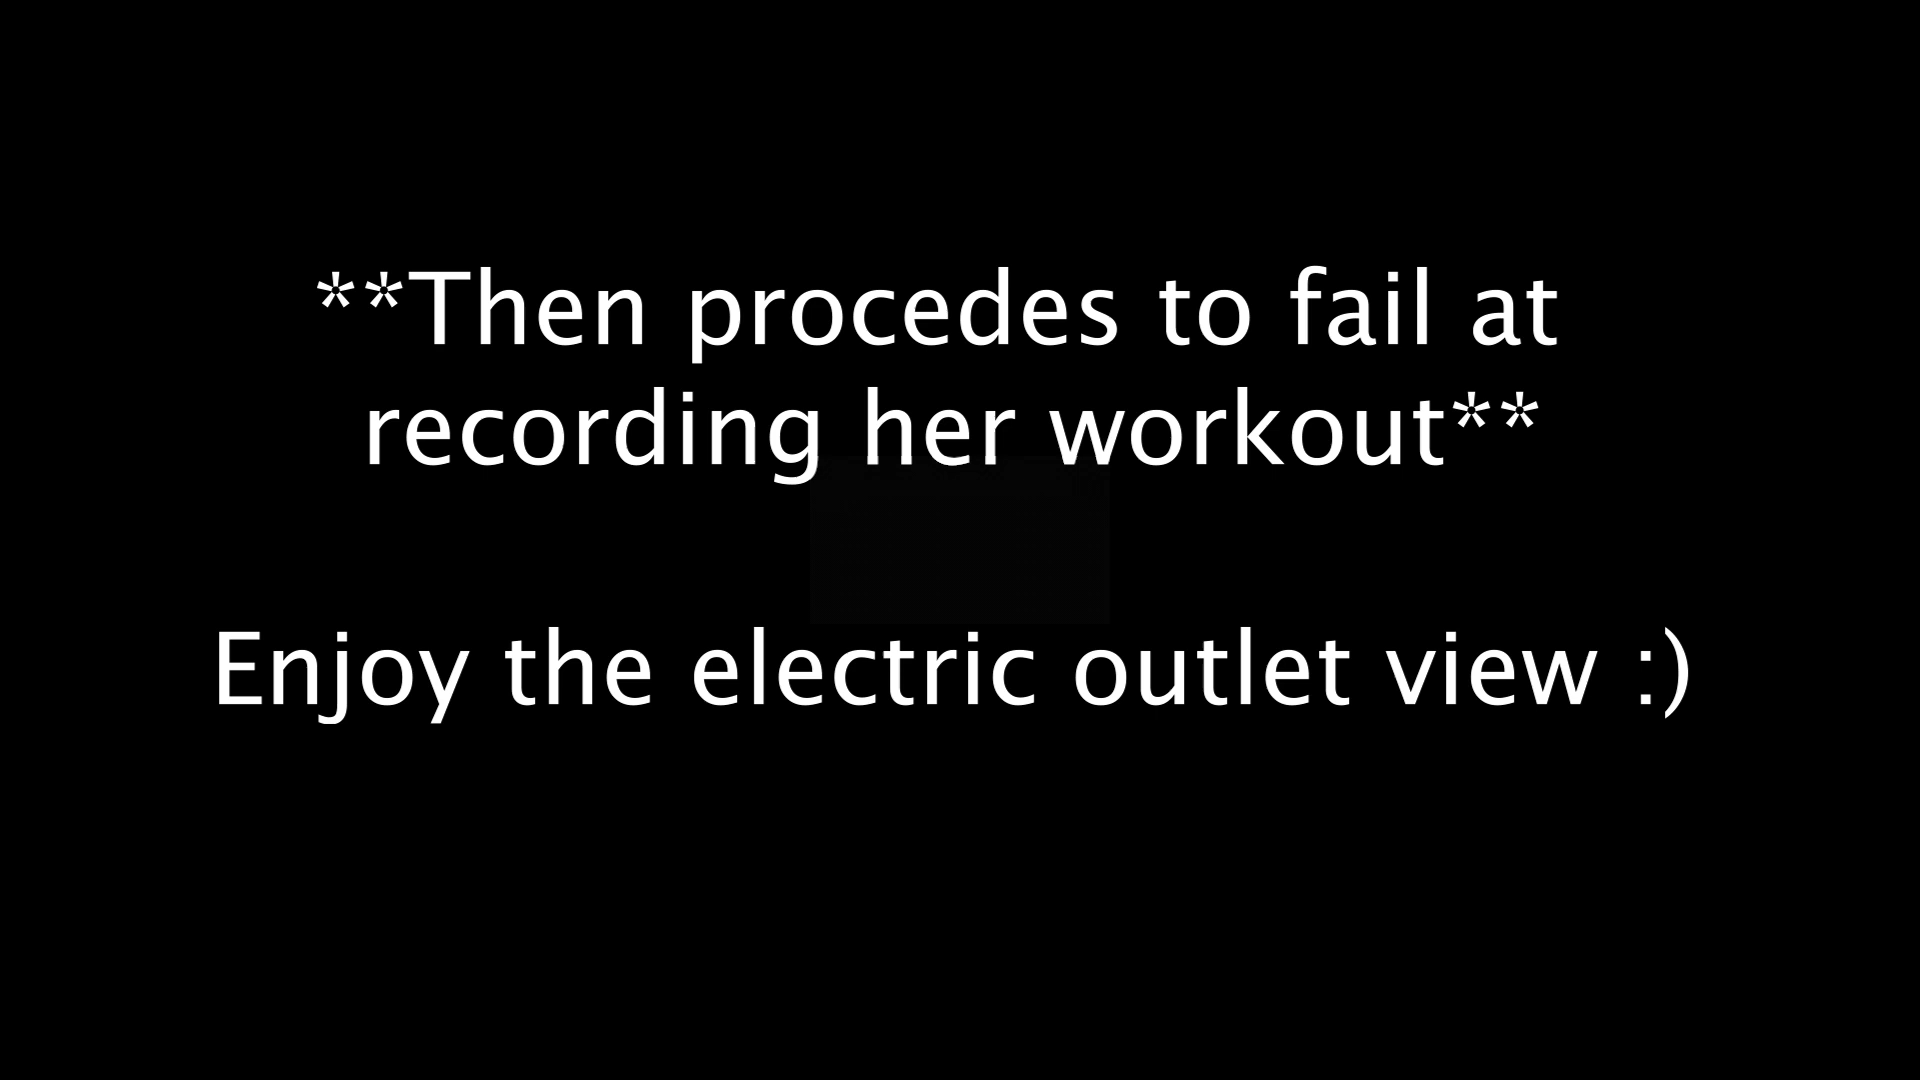 **Then procedes to fail at
recording her workout**
Enjoy the electric outlet view :)